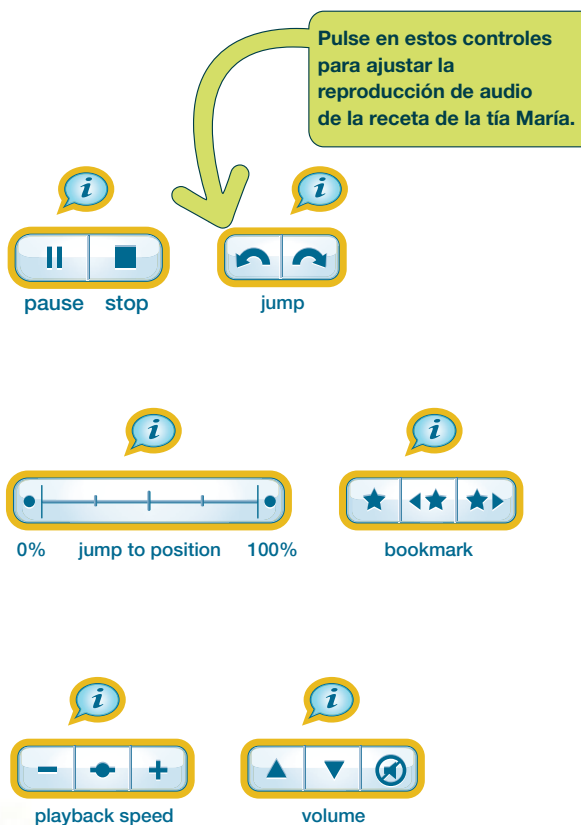 Pulse en estos controles
para ajustar la
reproducción de audio
de la receta de la tía María.
i
i
pause stop
jump
i
i
0% jump to position 100%
bookmark
i
i
playback speed
volume